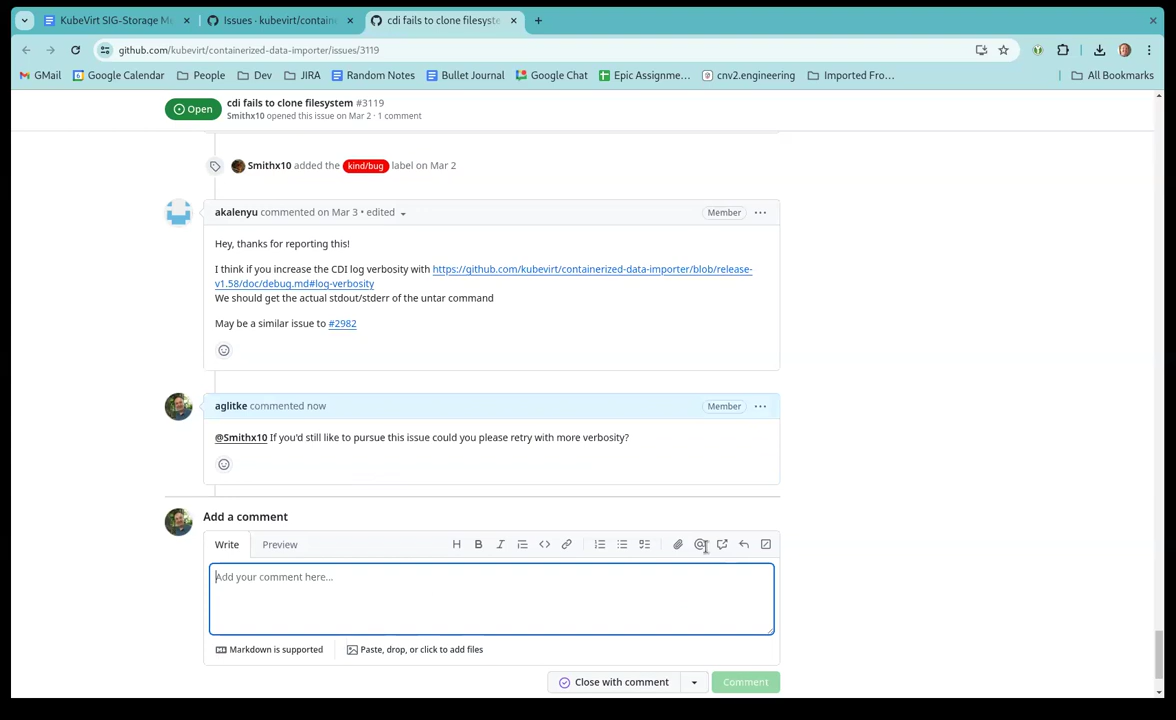 KubeVirt SIG-Storage M
Issues · kubevirt/contain
cdi fails to clone filesyste
github.com/kubevirt/containerized-data-importer/issues/3119
GMail
Google Calendar
People
Dev
JIRA
Random Notes
Bullet Journal
Google Chat
Epic Assignme...
cnv2.engineering
Imported Fro...
All Bookmarks
Open
cdi fails to clone filesystem #3119
Smithx10 opened this issue on Mar 2 · 1 comment
Smithx10 added the kind/bug label on Mar 2
akalenyu commented on Mar 3 • edited
Member
Hey, thanks for reporting this!
I think if you increase the CDI log verbosity with https://github.com/kubevirt/containerized-data-importer/blob/release-
v1.58/doc/debug.md#log-verbosity
We should get the actual stdout/stderr of the untar command
May be a similar issue to #2982
aglitke commented now
Member
@Smithx10 If you'd still like to pursue this issue could you please retry with more verbosity?
Add a comment
Write
Preview
Add your comment here...
Markdown is supported
Paste, drop, or click to add files
Close with comment
Comment